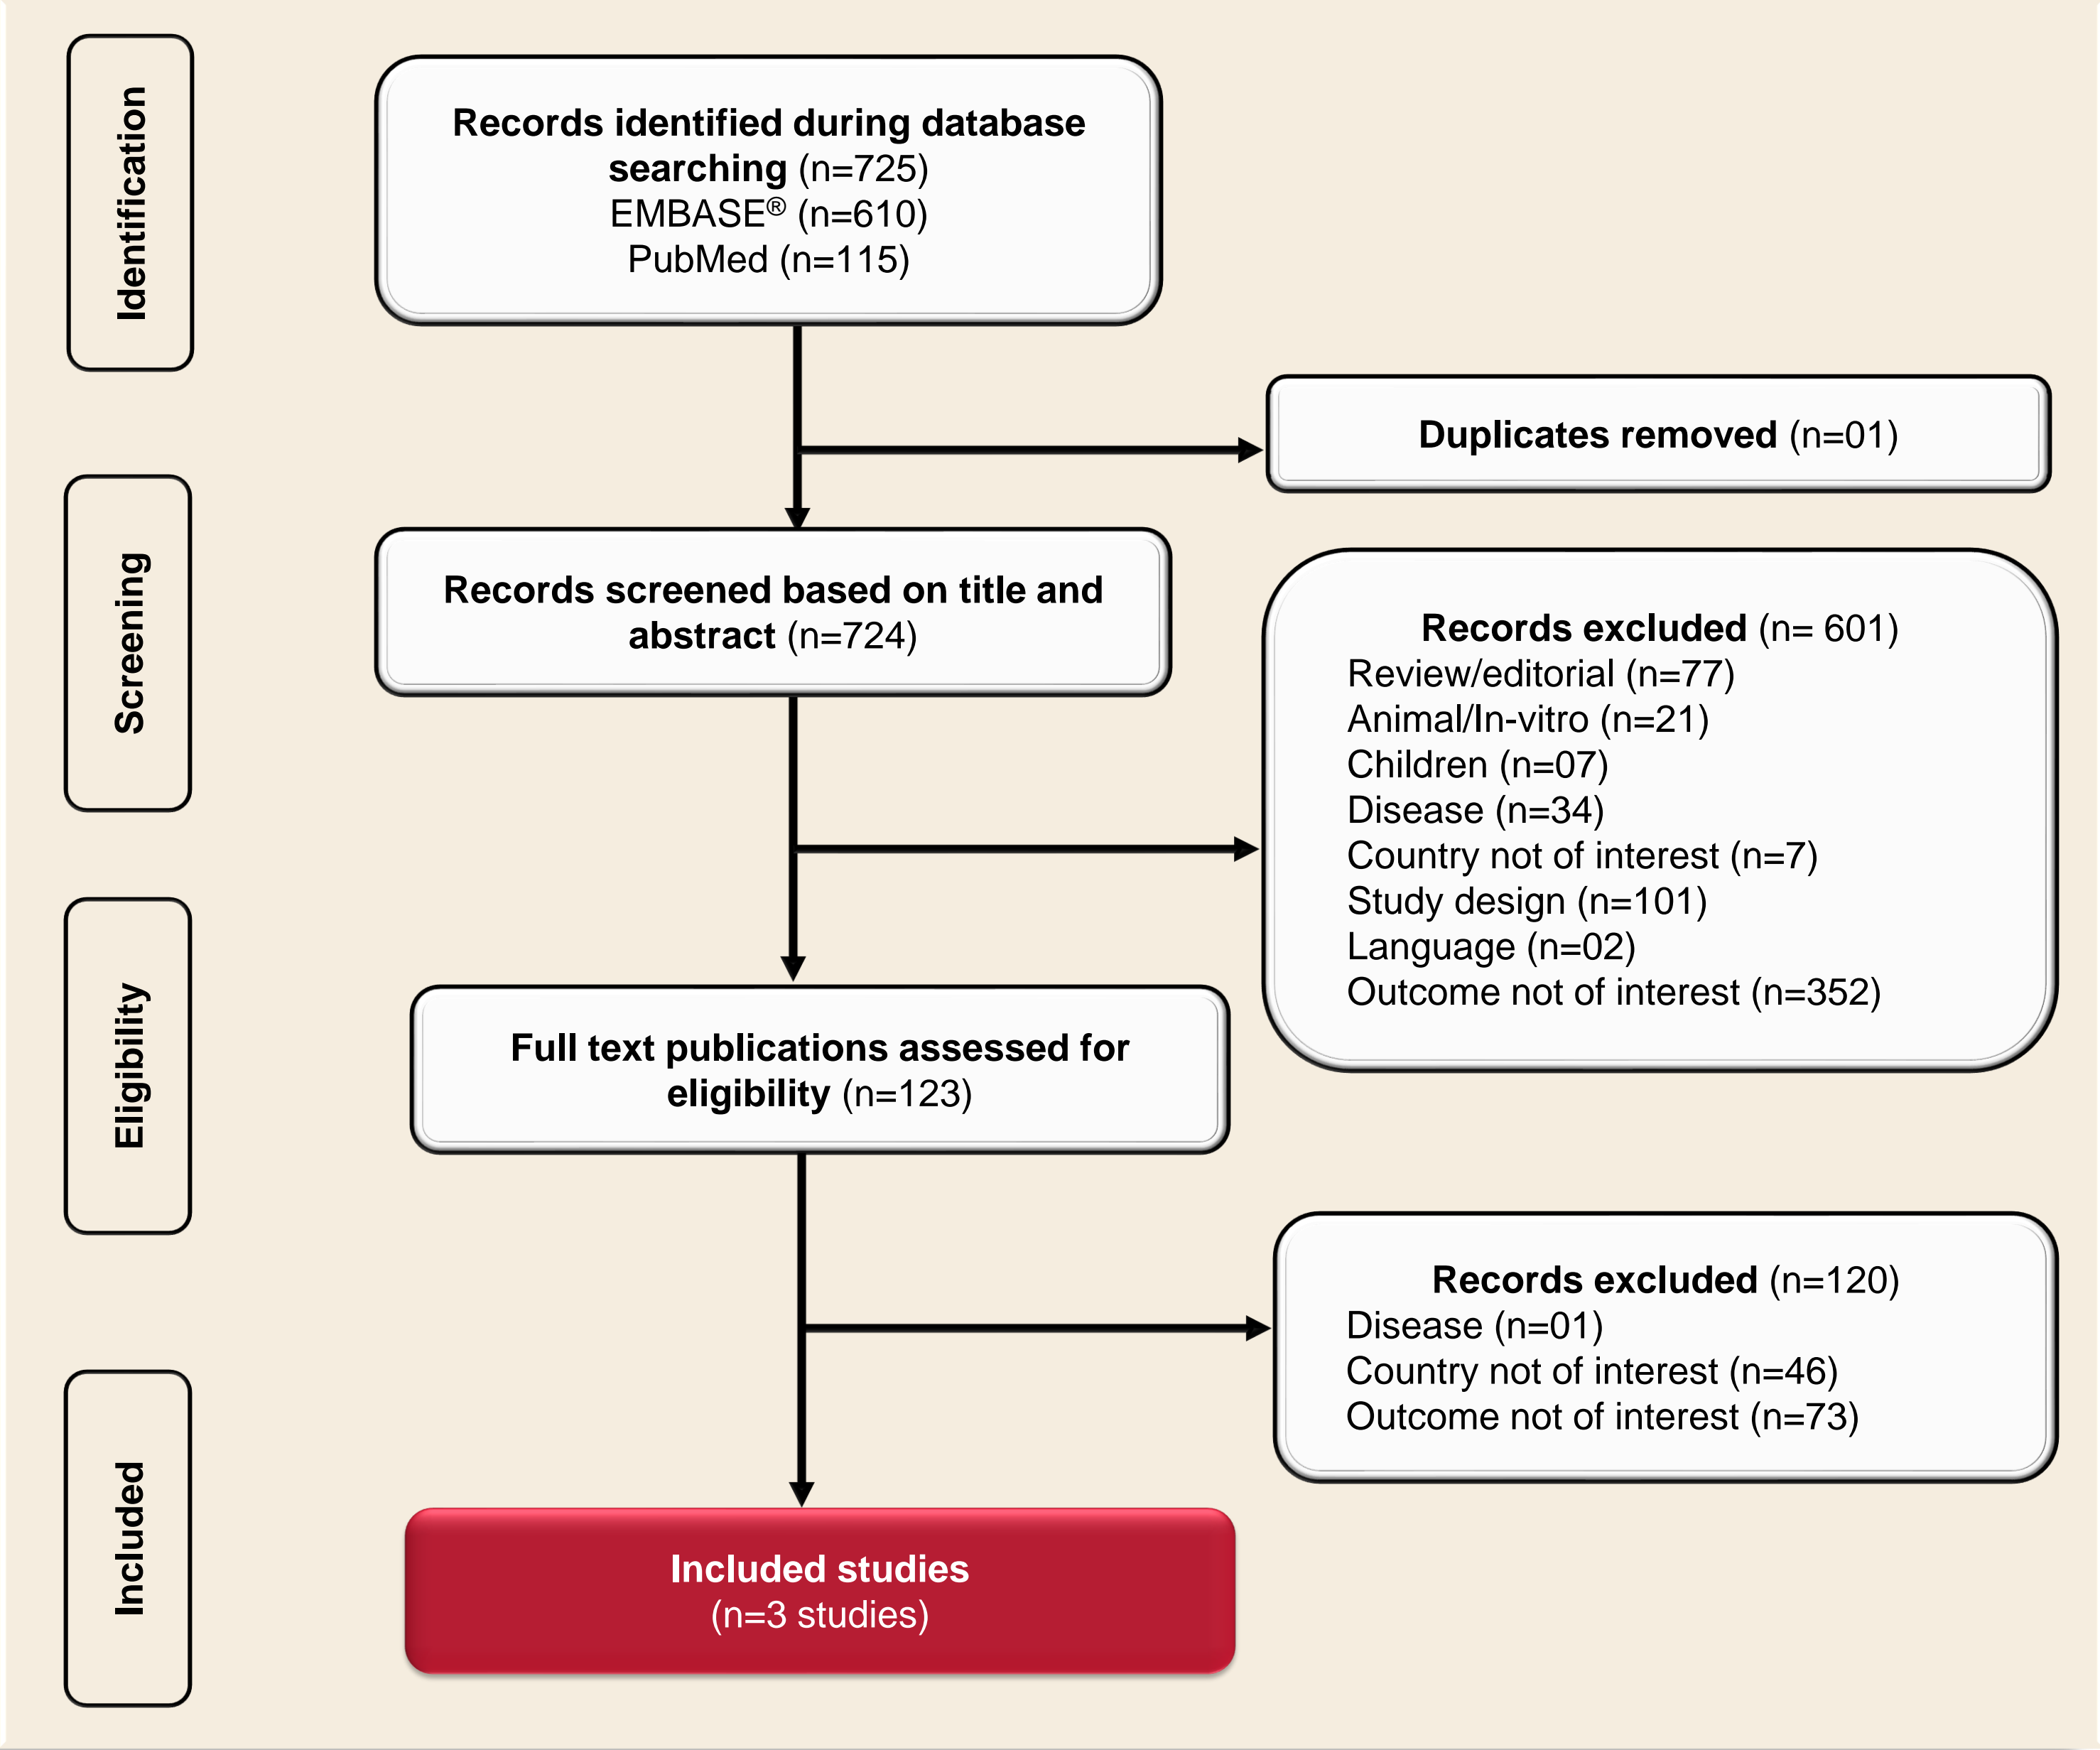 Identification
Records identified during database
searching (n=725)
EMBASE® (n=610)
PubMed (n=115)
Duplicates removed (n=01)
Screening
Records screened based on title and
abstract (n=724)
Records excluded (n= 601)
Review/editorial (n=77)
Animal/In-vitro (n=21)
Children (n=07)
Disease (n=34)
Country not of interest (n=7)
Study design (n=101)
Language (n=02)
Outcome not of interest (n=352)
Eligibility
Full text publications assessed for
eligibility (n=123)
Records excluded (n=120)
Disease (n=01)
Country not of interest (n=46)
Outcome not of interest (n=73)
Included
Included studies
(n=3 studies)